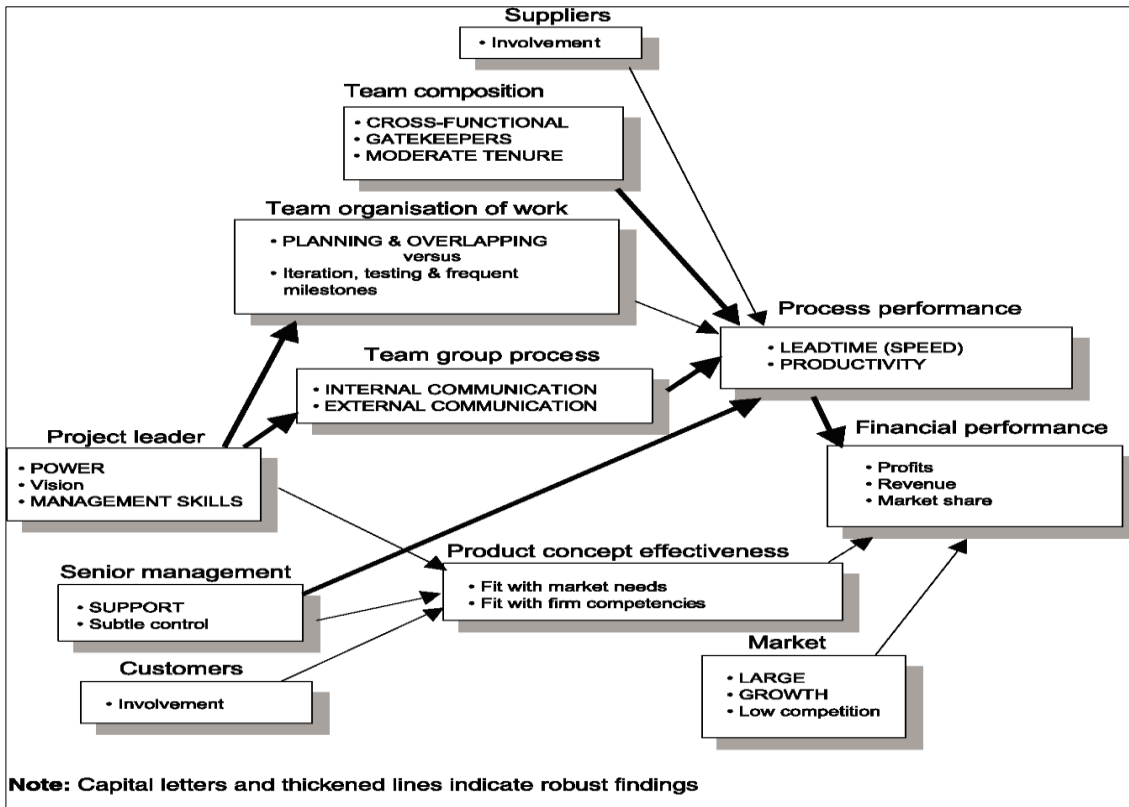 Suppliers
• Involvement
Team composition
• CROSS-FUNCTIONAL
• GATEKEEPERS
• MODERATE TENURE
Team organisation of work
• PLANNING & OVERLAPPING
versus
• Iteration, testing & frequent
milestones
Process performance
• LEADTIME (SPEED)
• PRODUCTIVITY
Team group process
• INTERNAL COMMUNICATION
• EXTERNAL COMMUNICATION
Project leader
• POWER
• Vision
• MANAGEMENT SKILLS
Financial performance
• Profits
• Revenue
• Market share
Senior management
• SUPPORT
• Subtle control
Product concept effectiveness
• Fit with market needs
• Fit with firm competencies
Customers
• Involvement
Market
• LARGE
• GROWTH
• Low competition
Note: Capital letters and thickened lines indicate robust findings